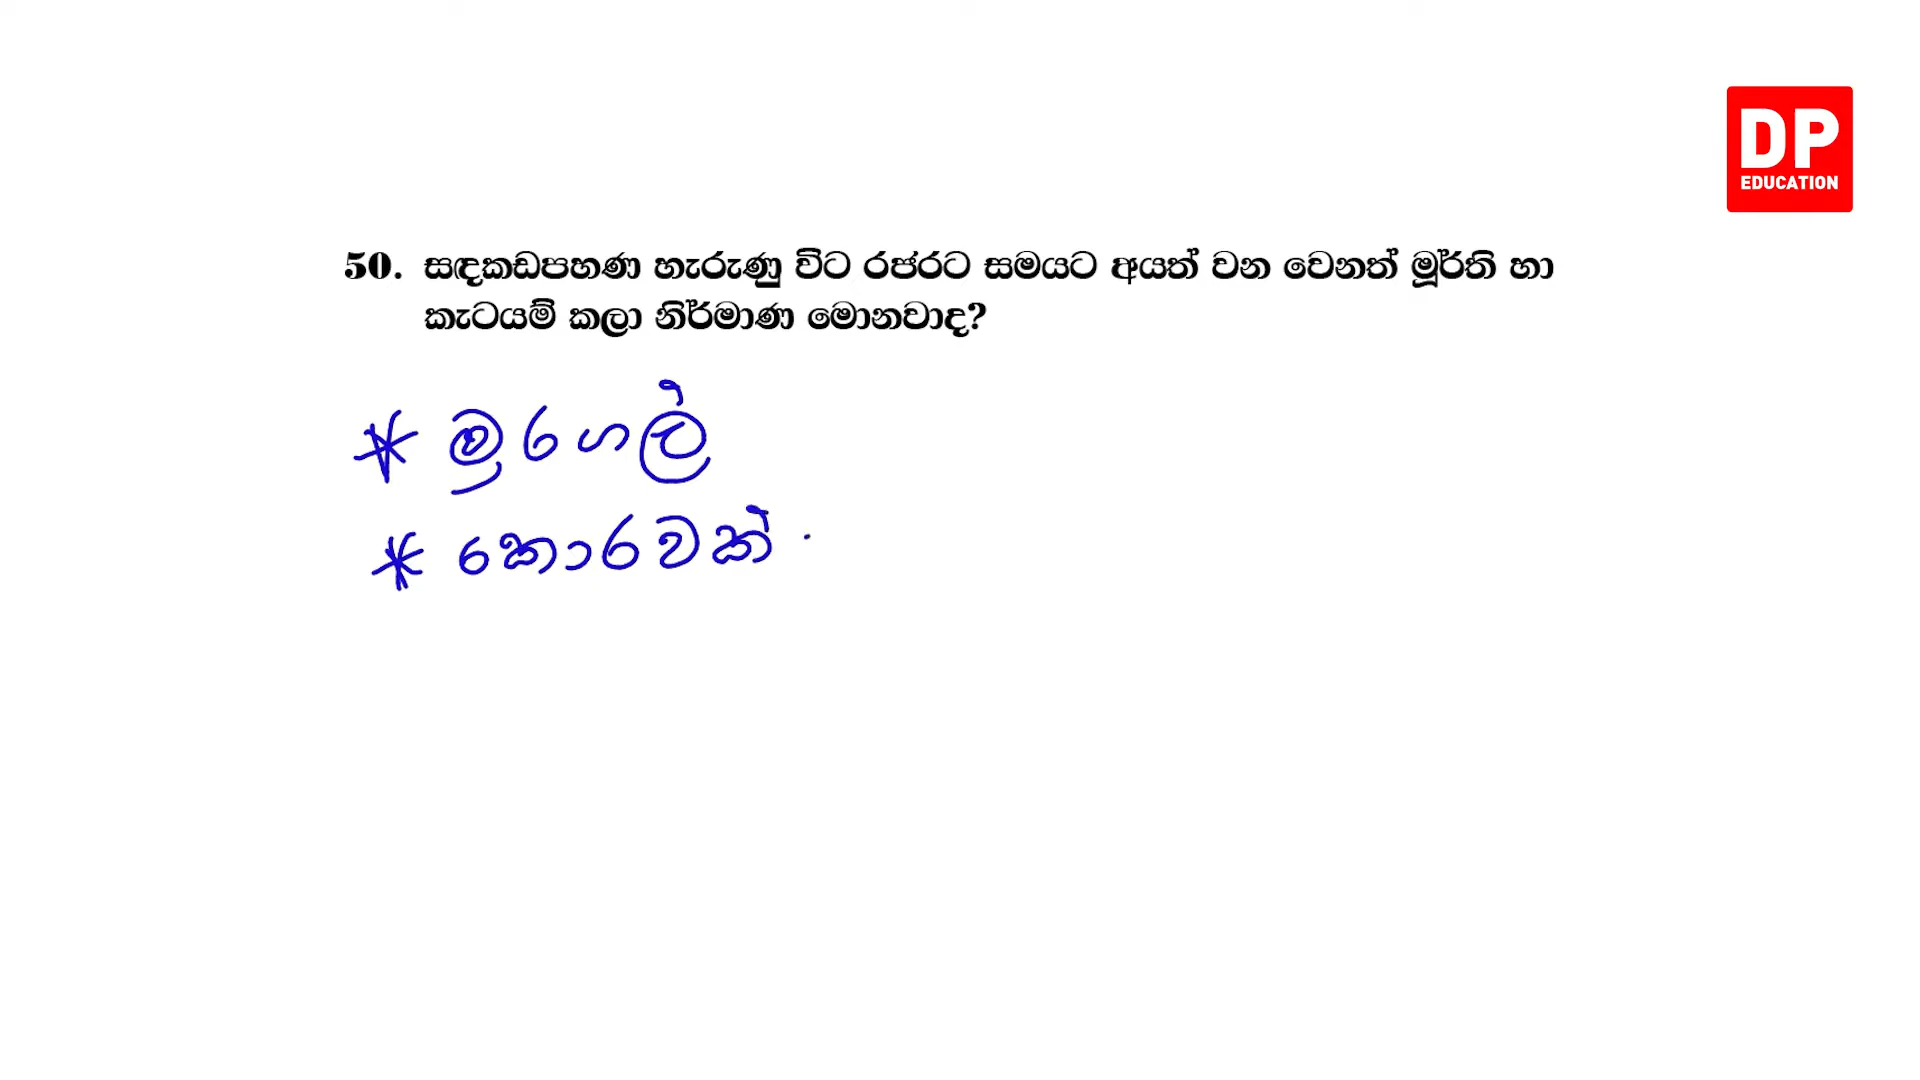 DP
EDUCATION
50. සඳකඩපහණ හැරුණු විට රජරට සමයට අයත් වන වෙනත් මූර්ති හා
කැටයම් කලා නිර්මාණ මොනවාද?
* මුරගල්
* කොරවක්